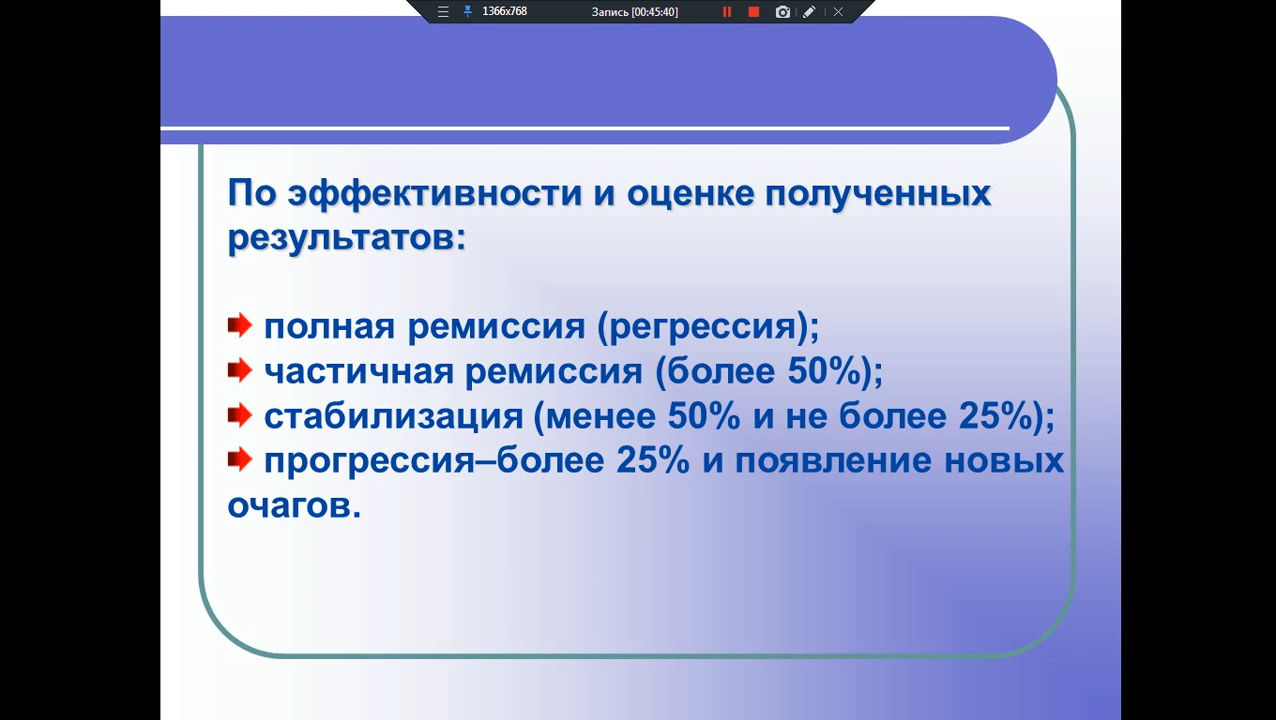 1366x768 Запись [00:45:40]
По эффективности и оценке полученных
результатов:
полная ремиссия (регрессия);
частичная ремиссия (более 50%);
стабилизация (менее 50% и не более 25%);
прогрессия–более 25% и появление новых
очагов.